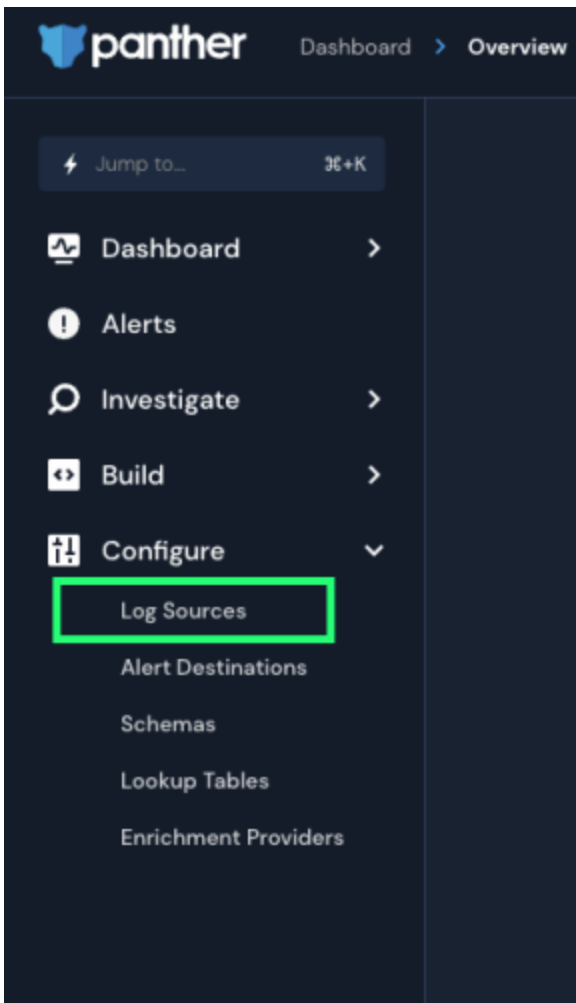 panther Dashboard > Overview
Jump to... ⌘+K
Dashboard
Alerts
Investigate
Build
Configure
Log Sources
Alert Destinations
Schemas
Lookup Tables
Enrichment Providers